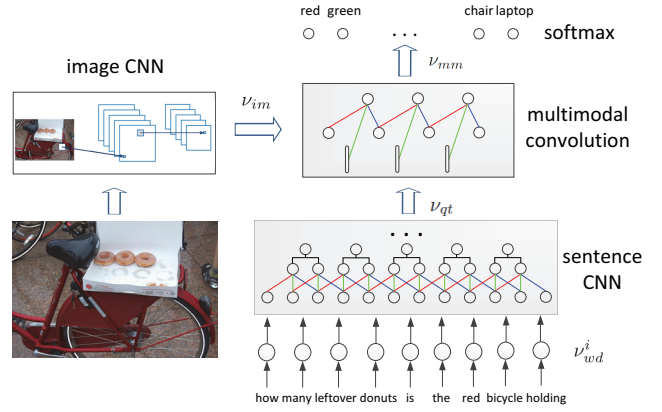 red green chair laptop
. . .
softmax
image CNN
ν_mm
ν_im
multimodal
convolution
ν_qt
. . .
sentence
CNN
ν^i_wd
how many leftover donuts is the red bicycle holding